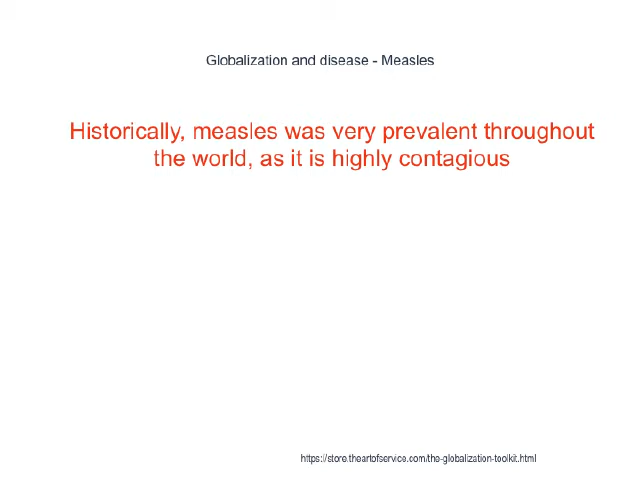 Globalization and disease - Measles
Historically, measles was very prevalent throughout
the world, as it is highly contagious
https://store.theartofservice.com/the-globalization-toolkit.html